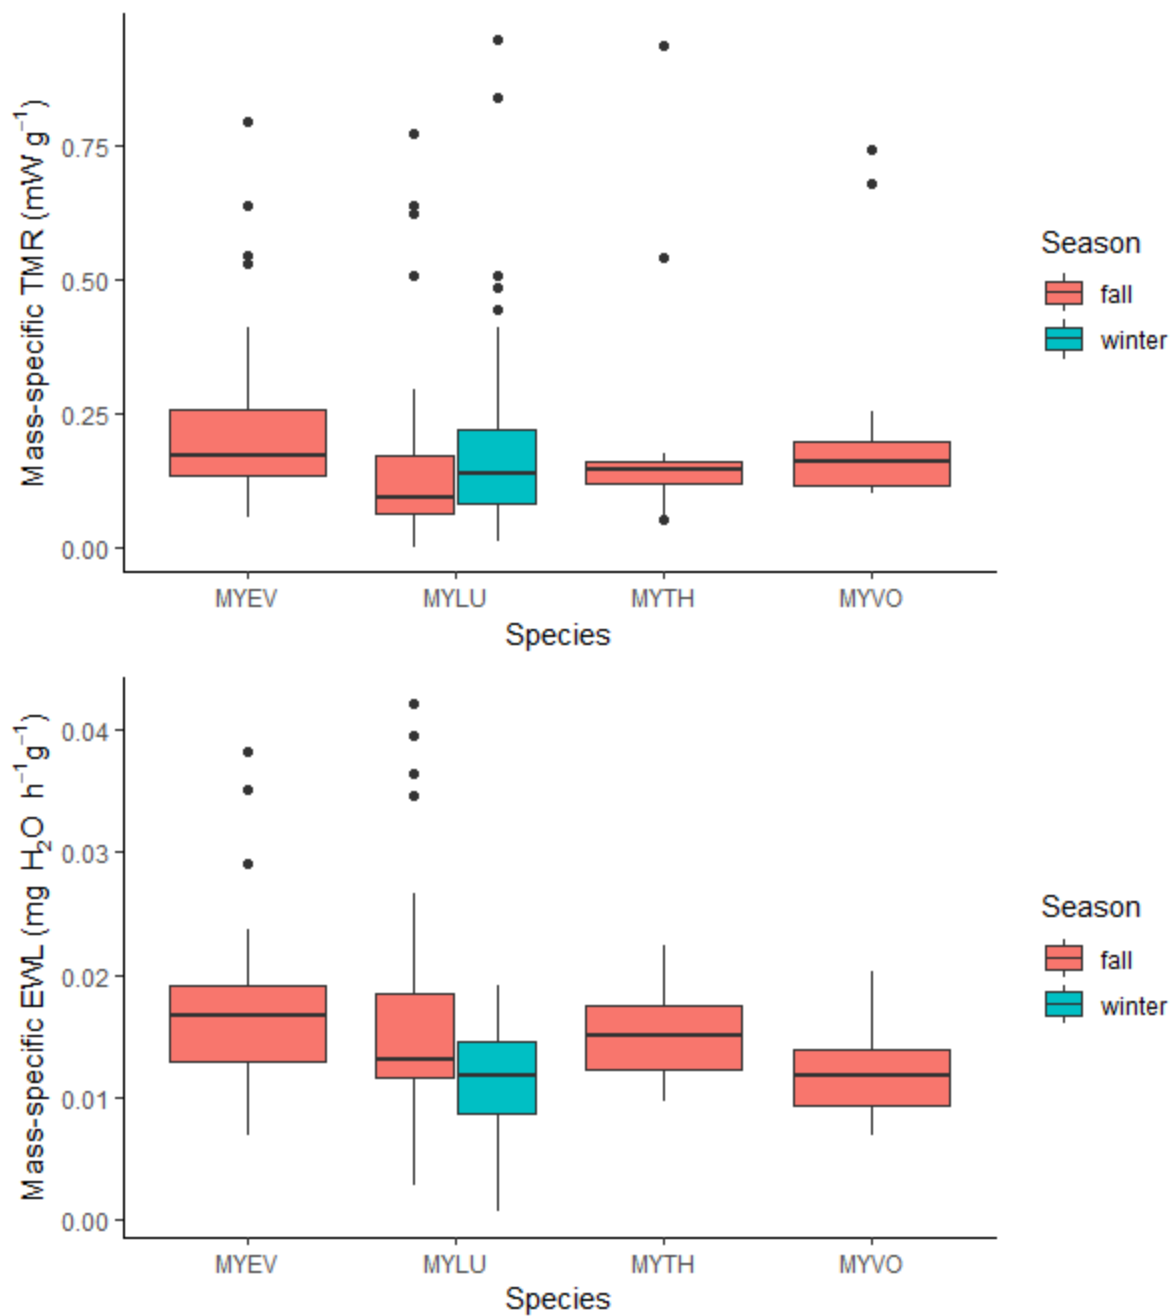 Mass-specific TMR (mW g⁻¹)
0.75
0.50
0.25
0.00
MYEV MYLU MYTH MYVO
Species
Season
fall
winter
Mass-specific EWL (mg H₂O h⁻¹g⁻¹)
0.04
0.03
0.02
0.01
0.00
MYEV MYLU MYTH MYVO
Species
Season
fall
winter